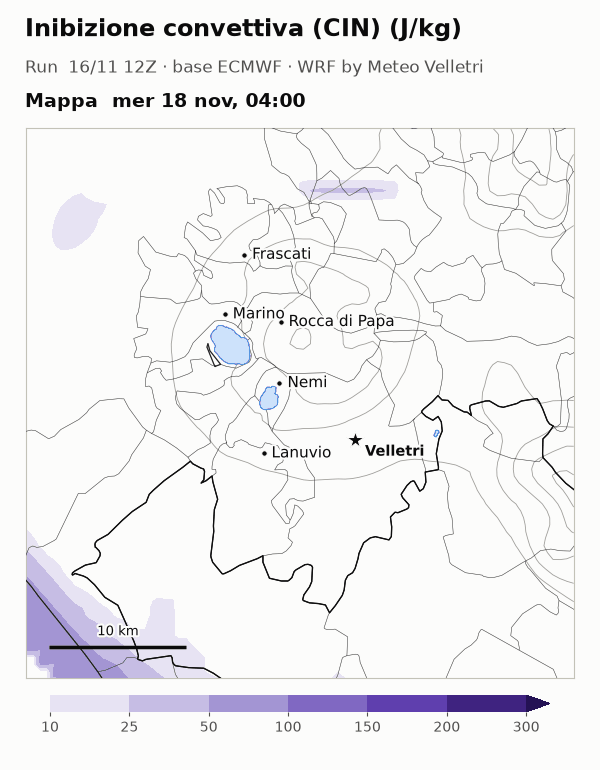 Inibizione convettiva (CIN) (J/kg)
Run  16/11 12Z · base ECMWF · WRF by Meteo Velletri
Mappa  mer 18 nov, 04:00
Frascati
Marino
Rocca di Papa
Nemi
Velletri
Lanuvio
10 km
10 25 50 100 150 200 300